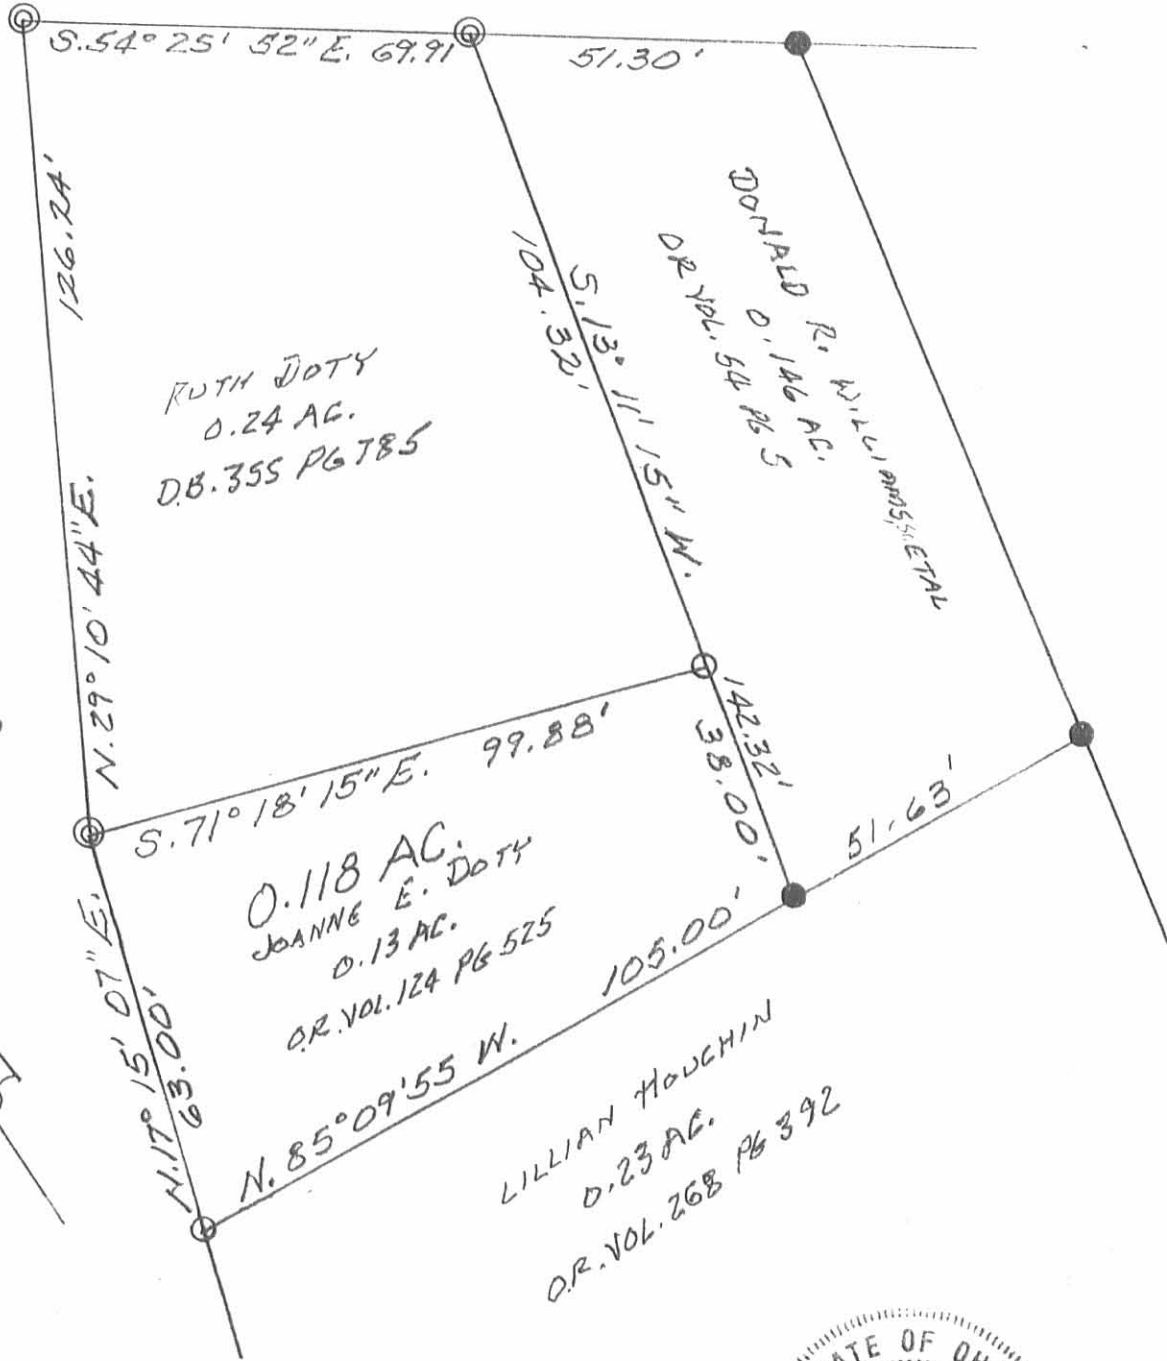 S.54° 25' 52" E. 69.91
51.30'
126.24'
N.29° 10' 44" E.
RUTH DOTY
0.24 AC.
D.B. 355 PG 785
S. 13° 11' 15" W.
104.32'
DONALD R. WILLIAMS, ETAL
0.146 AC.
OR VOL. 54 PG 5
S. 71° 18' 15" E. 99.88'
142.32'
38.00'
51.63'
0.118 AC.
JOANNE E. DOTY
0.13 AC.
O.R. VOL. 124 PG 525
N. 17° 15' 07" E.
63.00'
N. 85°09'55 W. 105.00'
LILLIAN HOUCHIN
0.23 AC.
O.R. VOL. 268 PG 392
OF